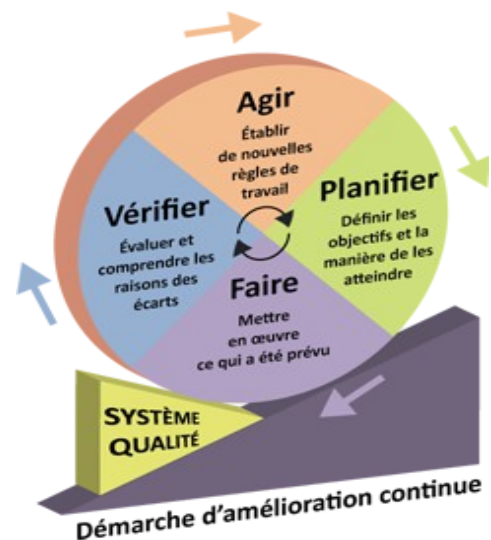 Agir
Établir
de nouvelles
règles de
travail
Planifier
Définir les
objectifs et la
manière de les
atteindre
Vérifier
Évaluer et
comprendre les
raisons des
écarts
Faire
Mettre
en œuvre
ce qui a été prévu
SYSTÈME
QUALITÉ
Démarche d'amélioration continue